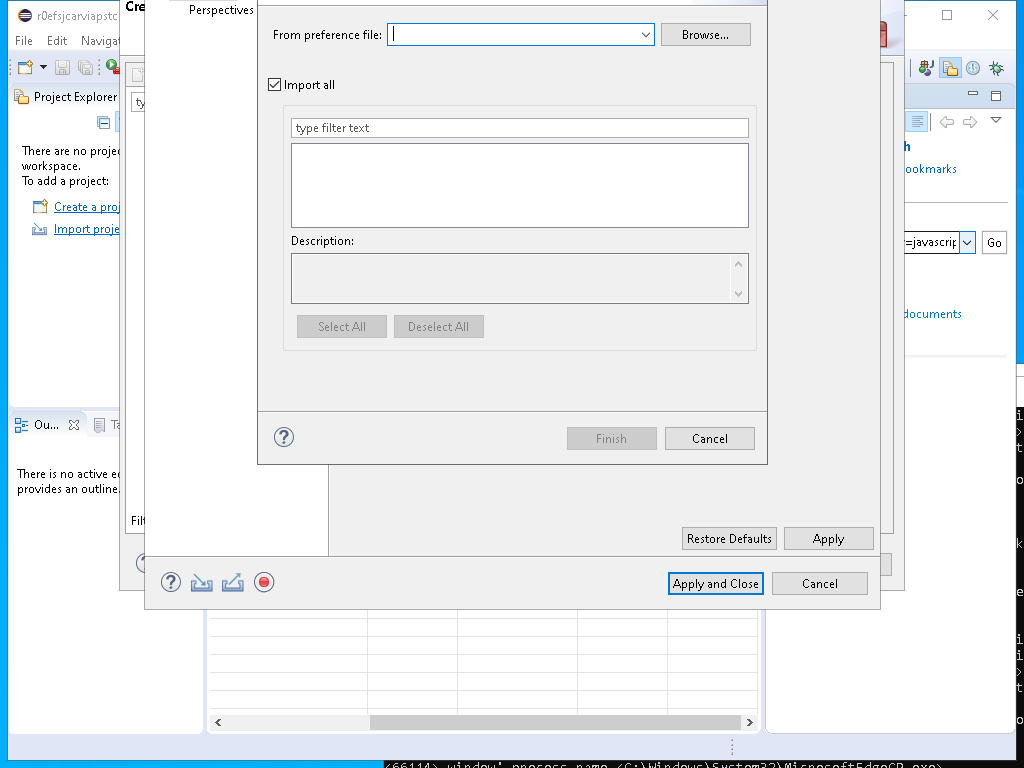 r0efsjcarviapstc
Cre
Perspectives
From preference file:
Browse...
File Edit Navigat
Import all
Project Explorer
ty
type filter text
There are no projec
workspace.
To add a project:
Create a proj
Import proje
h
ookmarks
=javascrip
Go
Description:
documents
Select All
Deselect All
Ou...
Ta
Finish
Cancel
There is no active ed
provides an outline.
Filt
Restore Defaults
Apply
Apply and Close
Cancel
<66114> window' process name <C:\Windows\System32\MicrosoftEdgeCP.exe>